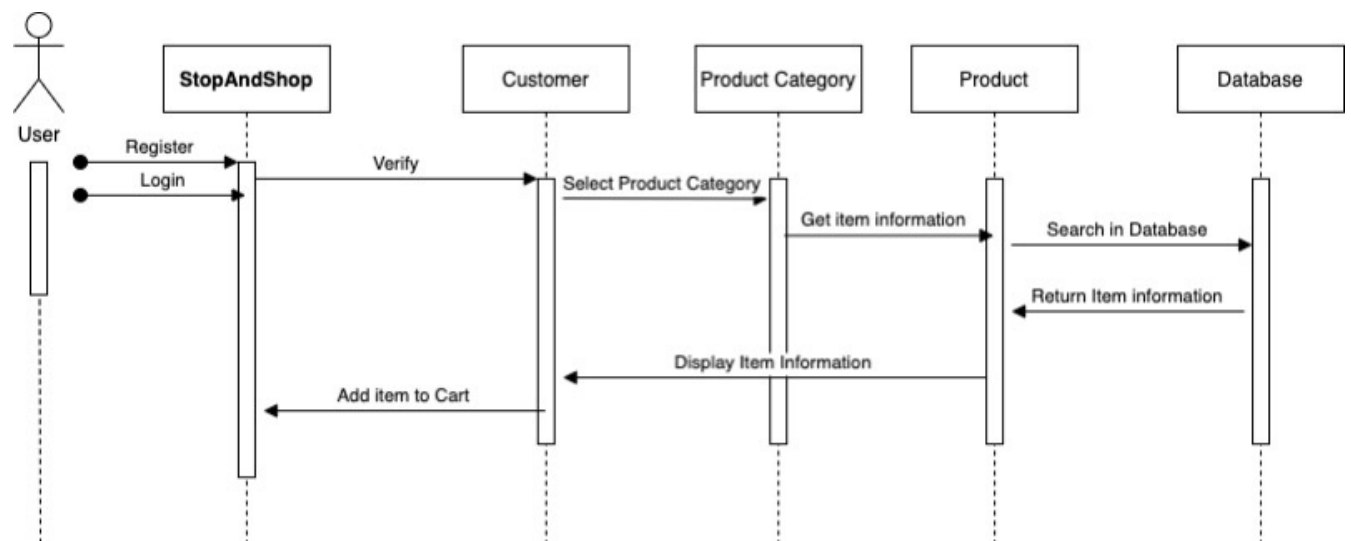 StopAndShop
Customer
Product Category
Product
Database
User
Register
Verify
Login
Select Product Category
Get item information
Search in Database
Return Item information
Display Item Information
Add item to Cart